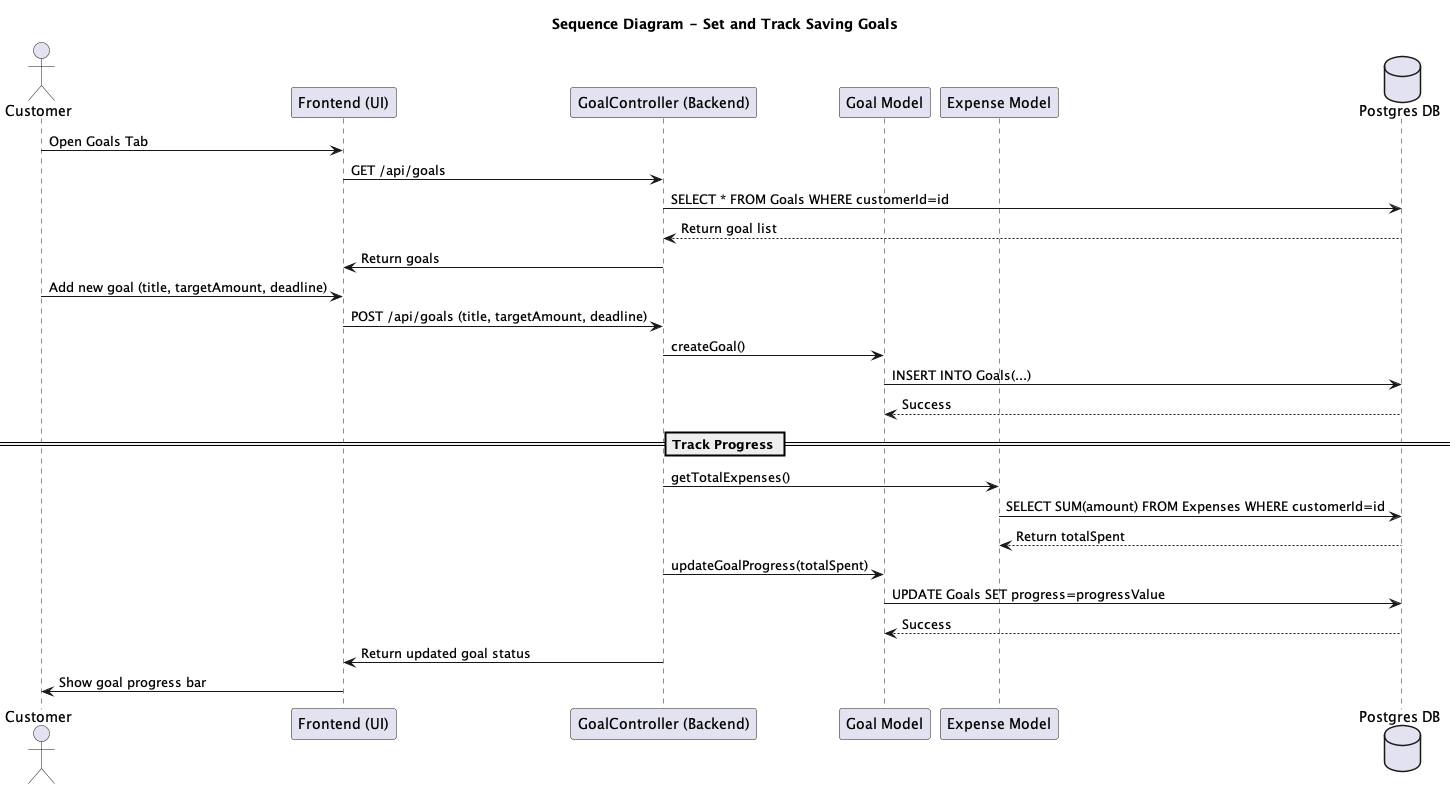 Sequence Diagram - Set and Track Saving Goals
Customer
Frontend (UI)
GoalController (Backend)
Goal Model
Expense Model
Postgres DB
Open Goals Tab
GET /api/goals
SELECT * FROM Goals WHERE customerId=id
Return goal list
Return goals
Add new goal (title, targetAmount, deadline)
POST /api/goals (title, targetAmount, deadline)
createGoal()
INSERT INTO Goals(...)
Success
Track Progress
getTotalExpenses()
SELECT SUM(amount) FROM Expenses WHERE customerId=id
Return totalSpent
updateGoalProgress(totalSpent)
UPDATE Goals SET progress=progressValue
Success
Return updated goal status
Show goal progress bar
Customer
Frontend (UI)
GoalController (Backend)
Goal Model
Expense Model
Postgres DB